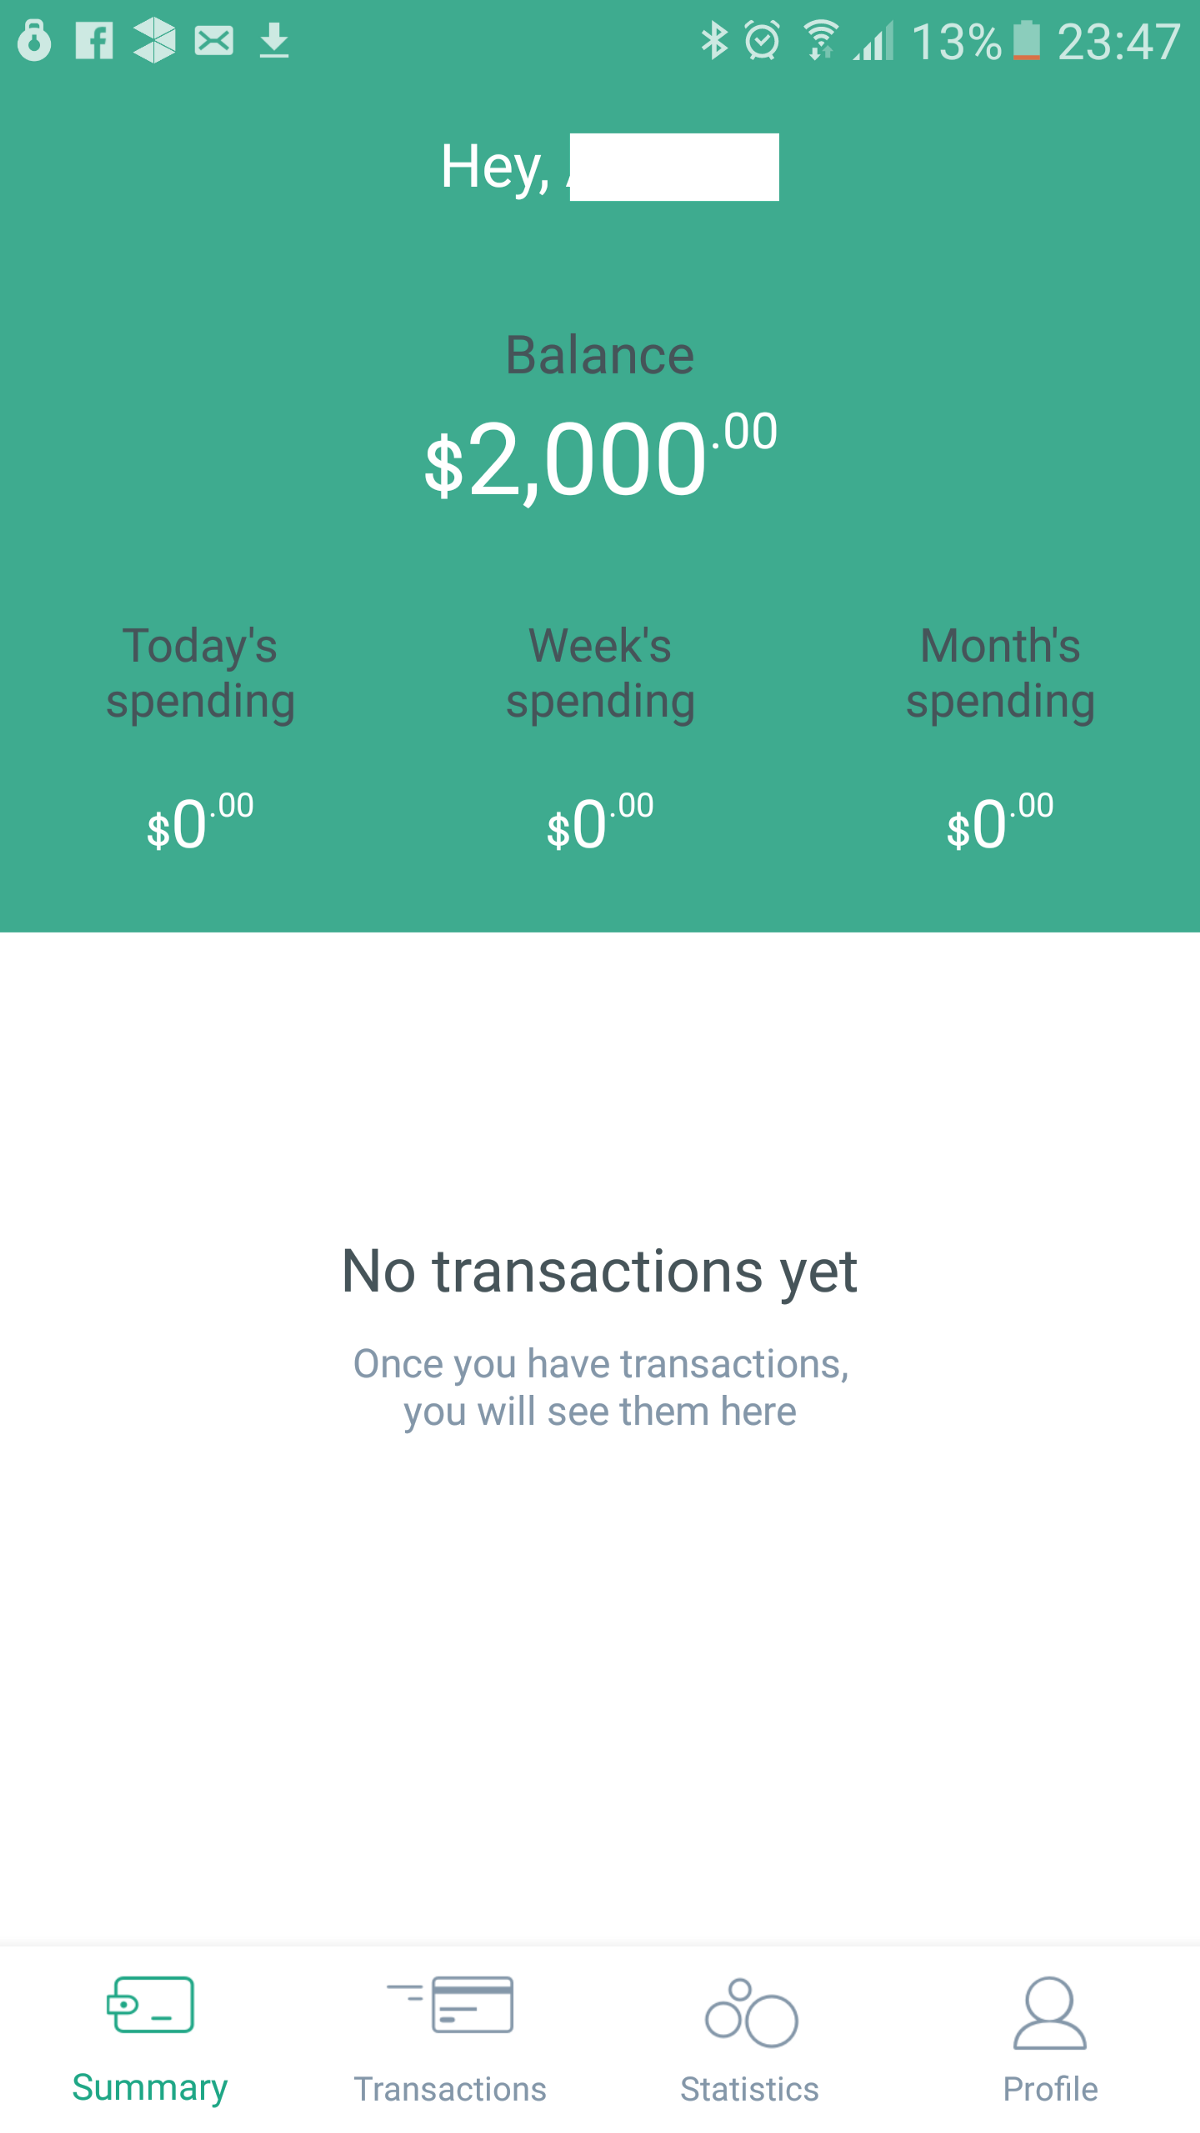 13% 23:47
Hey,
Balance
$2,000.00
Today's spending
Week's spending
Month's spending
$0.00
$0.00
$0.00
No transactions yet
Once you have transactions,
you will see them here
Summary
Transactions
Statistics
Profile